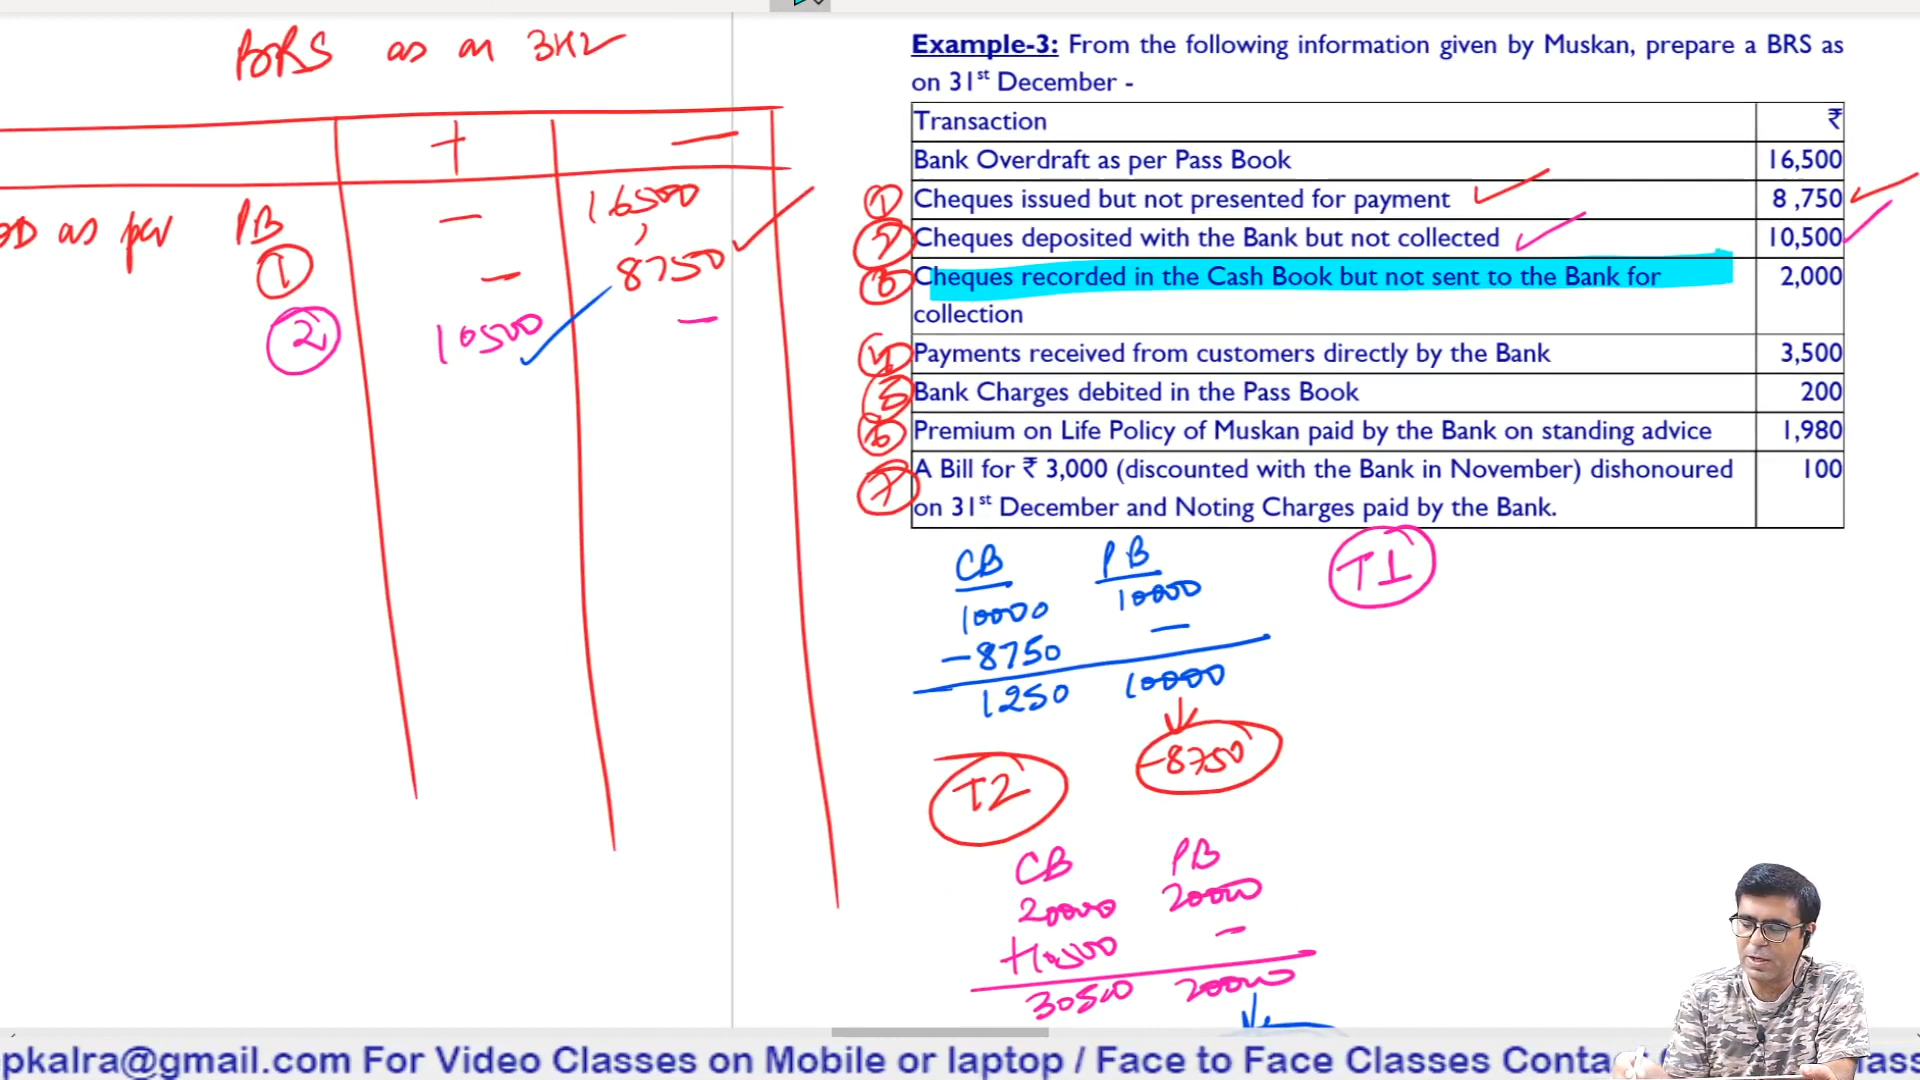 BRS as on 31/12
+ —
OD as per PB — 16500
① — 8750
② 10500 —
Example-3: From the following information given by Muskan, prepare a BRS as
on 31st December -
Transaction ₹
Bank Overdraft as per Pass Book 16,500
① Cheques issued but not presented for payment 8 ,750
② Cheques deposited with the Bank but not collected 10,500
③ Cheques recorded in the Cash Book but not sent to the Bank for 2,000
collection
④ Payments received from customers directly by the Bank 3,500
⑤ Bank Charges debited in the Pass Book 200
⑥ Premium on Life Policy of Muskan paid by the Bank on standing advice 1,980
⑦ A Bill for ₹ 3,000 (discounted with the Bank in November) dishonoured 100
on 31st December and Noting Charges paid by the Bank.
CB PB T1
10000 10000
-8750 —
1250 10000
-8750
T2
CB PB
20000 20000
+10500 —
30500 20000
pkalra@gmail.com For Video Classes on Mobile or laptop / Face to Face Classes Conta